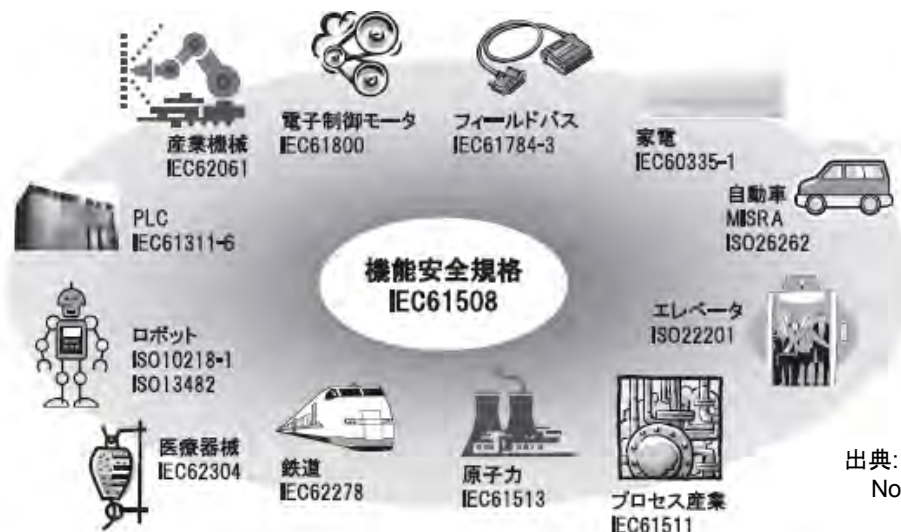 産業機械
IEC62061
電子制御モータ
IEC61800
フィールドバス
IEC61784-3
家電
IEC60335-1
自動車
MISRA
ISO26262
PLC
IEC61311-6
機能安全規格
IEC61508
エレベータ
ISO22201
ロボット
ISO10218-1
ISO13482
医療器械
IEC62304
鉄道
IEC62278
原子力
IEC61513
プロセス産業
IEC61511
出典:
No